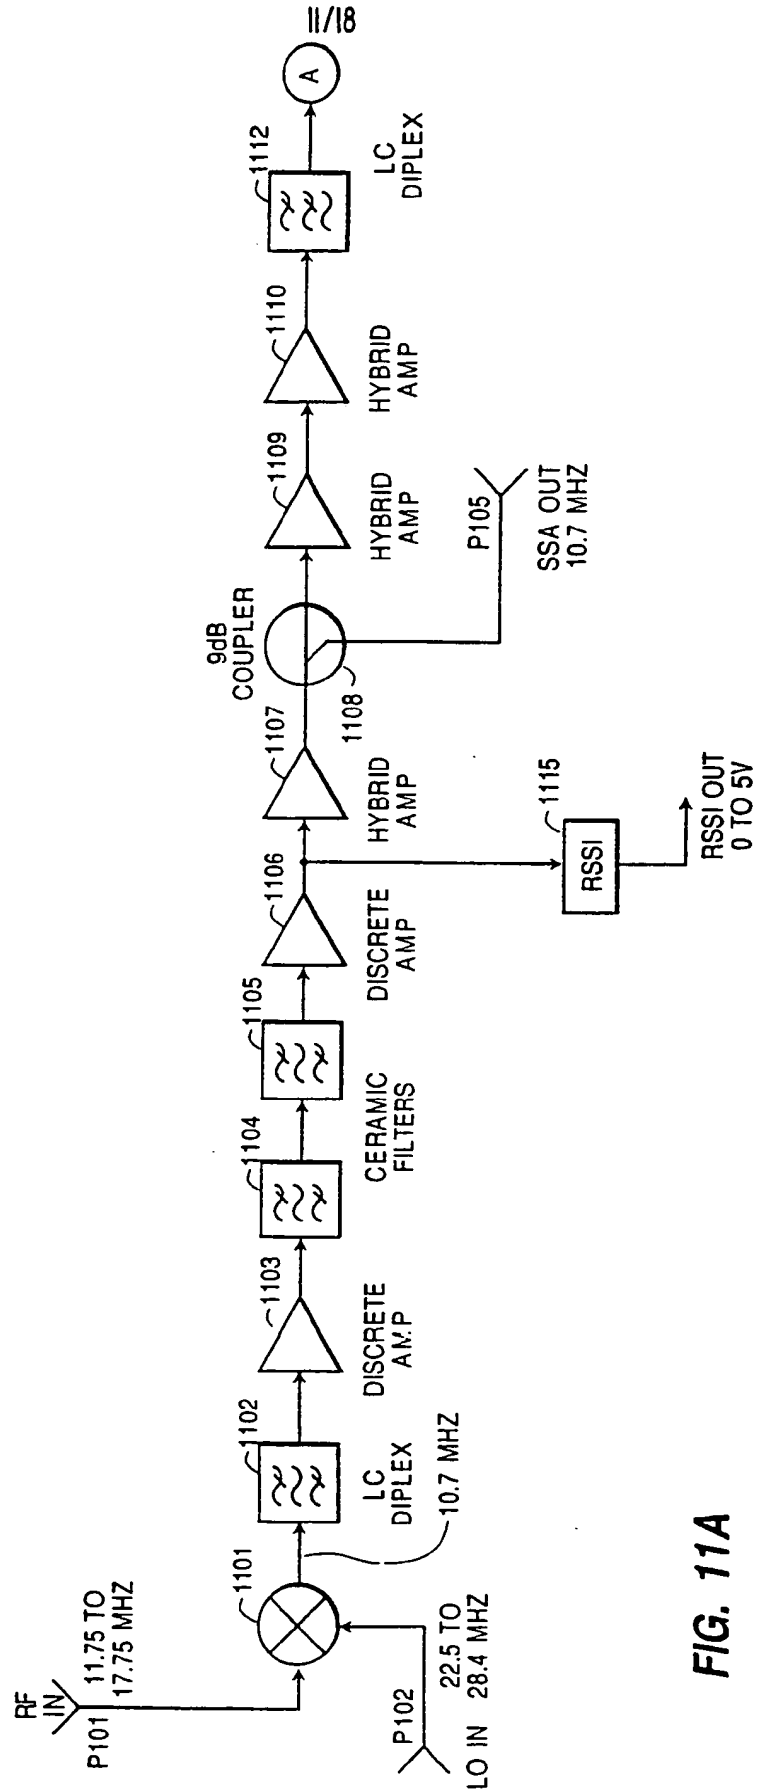 11/18
RF
IN
P101
11.75 TO
17.75 MHZ
1101
P102
LO IN
22.5 TO
28.4 MHZ
10.7 MHZ
1102
LC
DIPLEX
1103
DISCRETE
AMP
1104
1105
CERAMIC
FILTERS
1106
DISCRETE
AMP
1115
RSSI
RSSI OUT
0 TO 5V
1107
HYBRID
AMP
9dB
COUPLER
1108
P105
SSA OUT
10.7 MHZ
1109
HYBRID
AMP
1110
HYBRID
AMP
1112
LC
DIPLEX
A
FIG. 11A